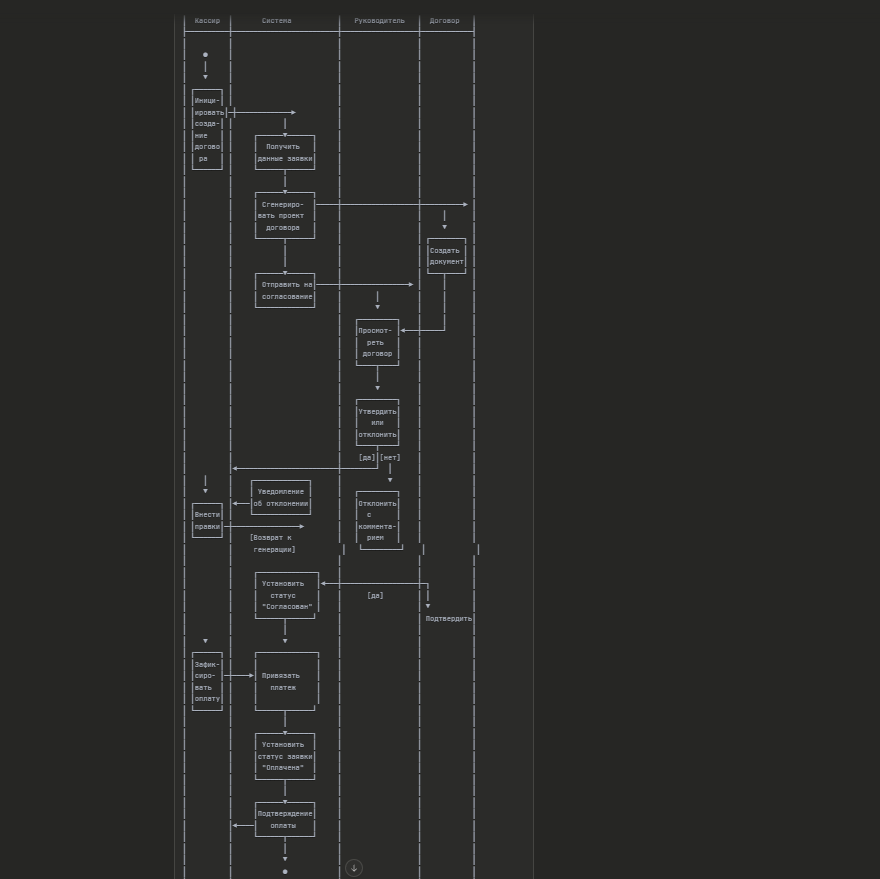 Кассир Система Руководитель Договор
Иници-
ировать
созда-
ние
догово
ра
Получить
данные заявки
Сгенериро-
вать проект
договора
Создать
документ
Отправить на
согласование
Просмот-
реть
договор
Утвердить
или
отклонить
[да] [нет]
Уведомление
об отклонении
Отклонить
с
коммента-
рием
Внести
правки
[Возврат к
генерации]
Установить
статус
"Согласован"
[да]
Подтвердить
Зафик-
сиро-
вать
оплату
Привязать
платеж
Установить
статус заявки
"Оплачена"
Подтверждение
оплаты